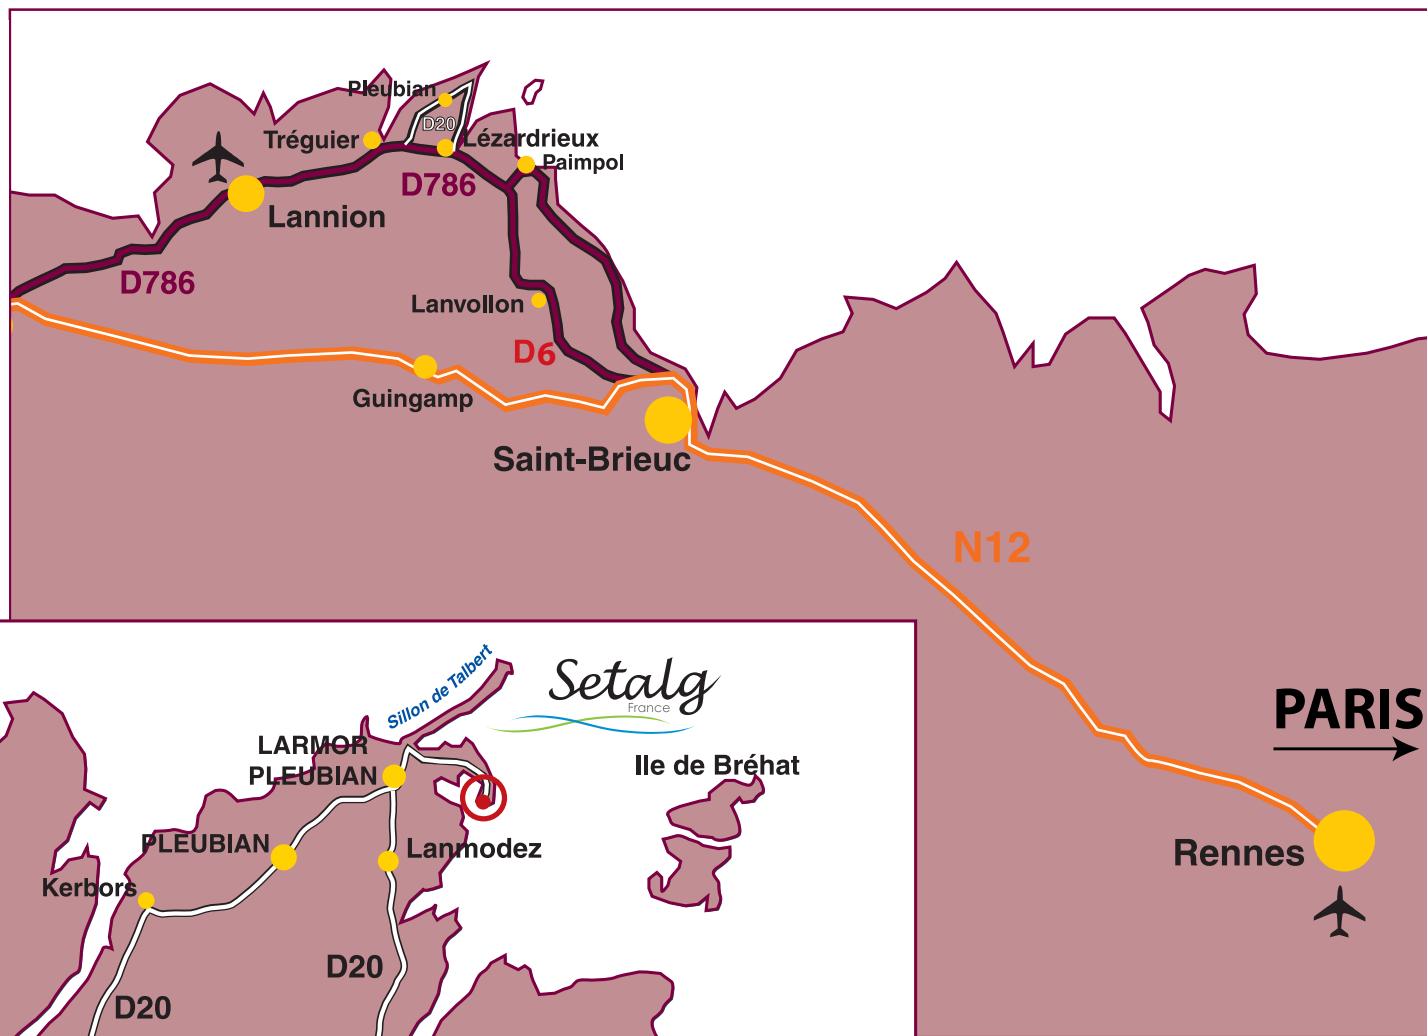 Pleubian
D20
Tréguier
Lézardrieux
Paimpol
D786
Lannion
D786
Lanvollon
D6
Guingamp
Saint-Brieuc
N12
PARIS
Rennes
Sillon de Talbert
Setalg
France
LARMOR
PLEUBIAN
Ile de Bréhat
PLEUBIAN
Lanmodez
Kerbors
D20
D20